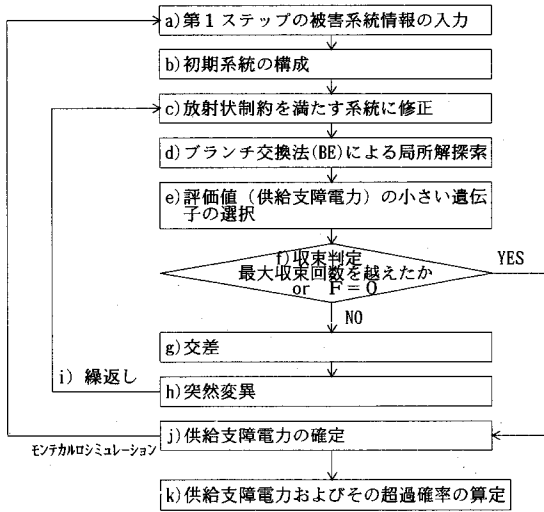 a)第1ステップの被害系統情報の入力
b)初期系統の構成
c)放射状制約を満たす系統に修正
d)ブランチ交換法(BE)による局所解探索
e)評価値（供給支障電力）の小さい遺伝
子の選択
f)収束判定
最大収束回数を越えたか
or F=0
YES
NO
g)交差
i) 繰返し
h)突然変異
j)供給支障電力の確定
モンテカルロシミュレーション
k)供給支障電力およびその超過確率の算定